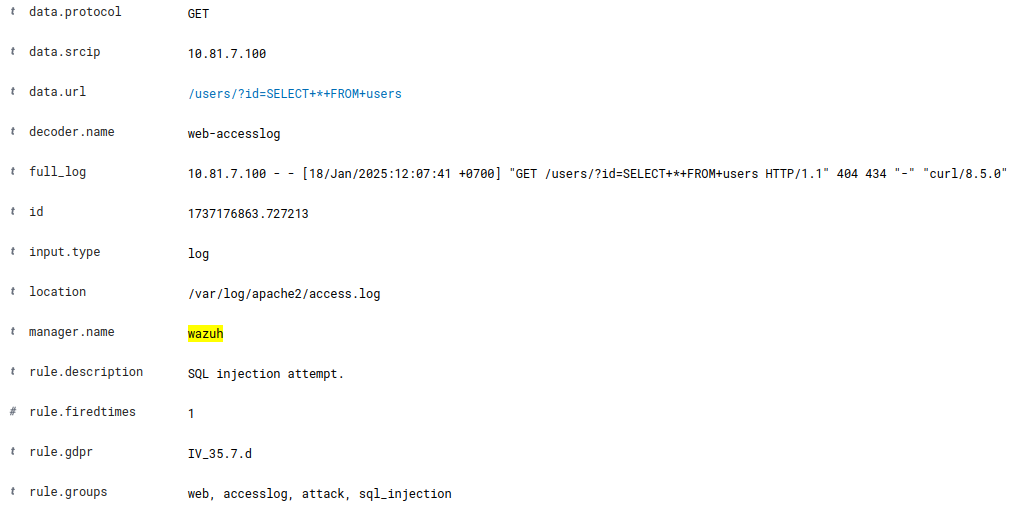 t data.protocol GET
t data.srcip 10.81.7.100
t data.url /users/?id=SELECT+*+FROM+users
t decoder.name web-accesslog
t full_log 10.81.7.100 - - [18/Jan/2025:12:07:41 +0700] "GET /users/?id=SELECT+*+FROM+users HTTP/1.1" 404 434 "-" "curl/8.5.0"
t id 1737176863.727213
t input.type log
t location /var/log/apache2/access.log
t manager.name wazuh
t rule.description SQL injection attempt.
# rule.firedtimes 1
t rule.gdpr IV_35.7.d
t rule.groups web, accesslog, attack, sql_injection